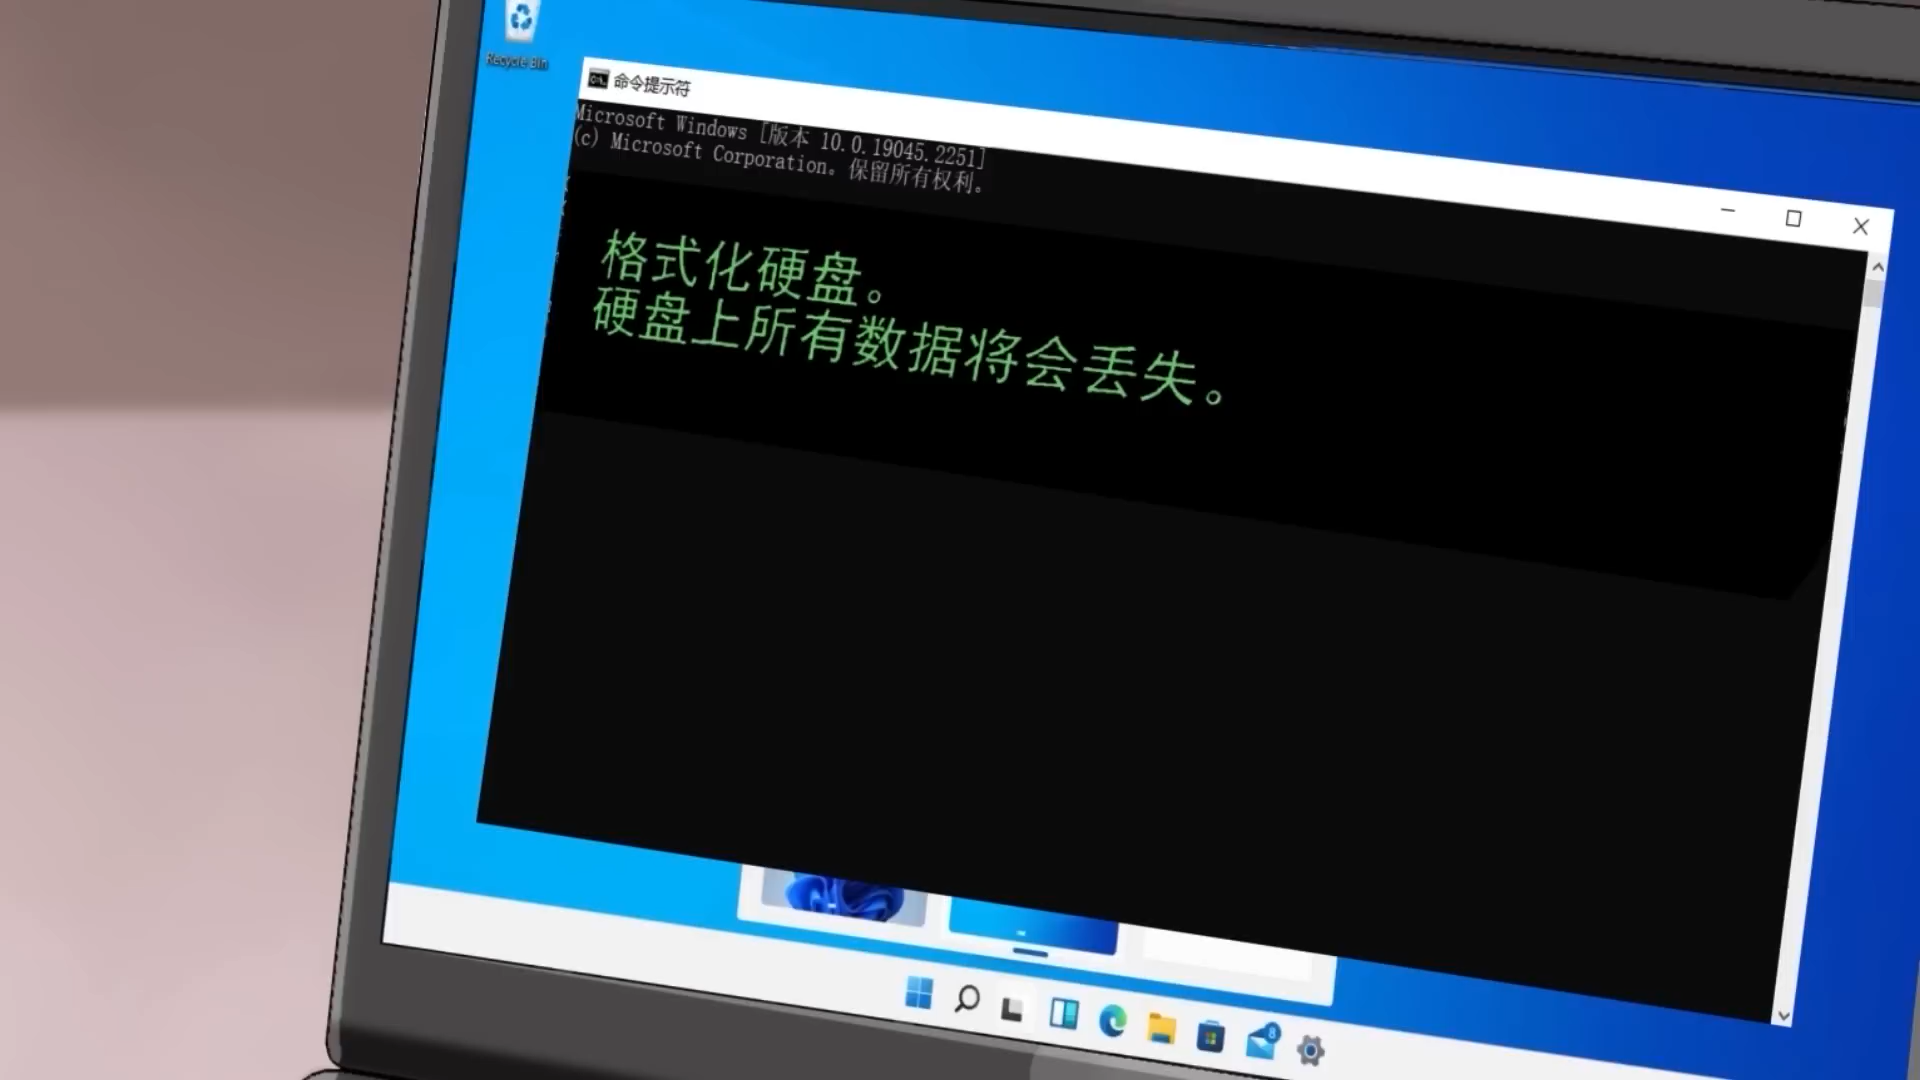 Recycle Bin
命令提示符
Microsoft Windows [版本 10.0.19045.2251]
(c) Microsoft Corporation。保留所有权利。
格式化硬盘。
硬盘上所有数据将会丢失。
8